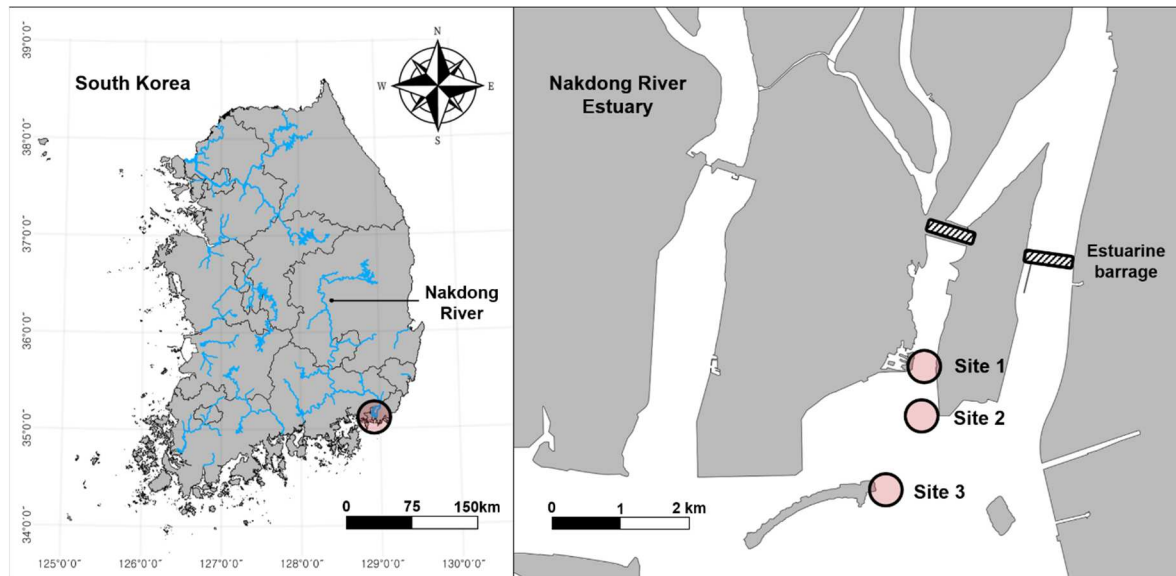 South Korea
N
W
E
S
39°0'0"
38°0'0"
37°0'0"
36°0'0"
35°0'0"
34°0'0"
Nakdong
River
0 75 150km
125°0'0" 126°0'0" 127°0'0" 128°0'0" 129°0'0" 130°0'0"
Nakdong River
Estuary
Estuarine
barrage
Site 1
Site 2
Site 3
0 1 2 km